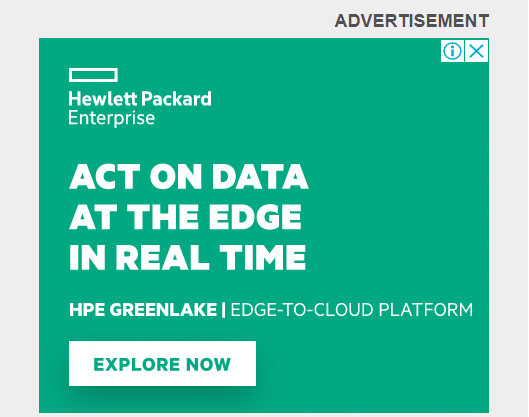 ADVERTISEMENT
Hewlett Packard
Enterprise
ACT ON DATA
AT THE EDGE
IN REAL TIME
HPE GREENLAKE | EDGE-TO-CLOUD PLATFORM
EXPLORE NOW